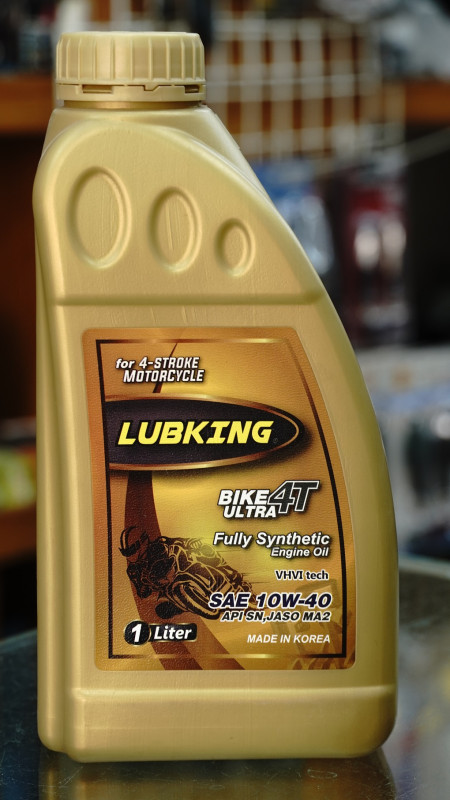 for 4-STROKE
MOTORCYCLE
LUBKING
BIKE 4T
ULTRA
Fully Synthetic
Engine Oil
VHVI tech
SAE 10W-40
API SN,JASO MA2
1 Liter
MADE IN KOREA